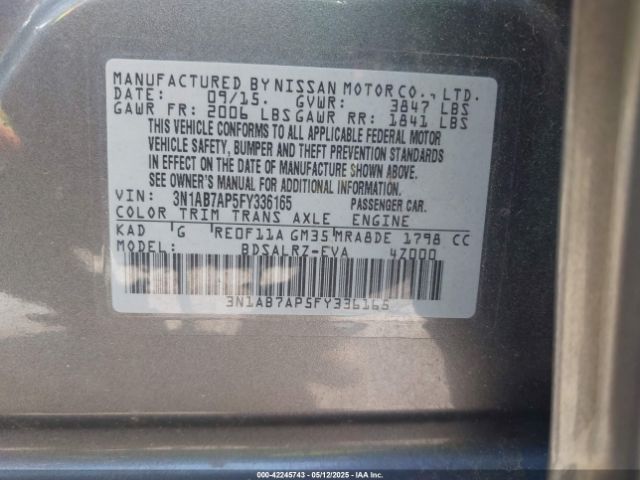 MANUFACTURED BY NISSAN MOTOR CO., LTD.
DATE: 09/15. GVWR: 3847 LBS
GAWR FR: 2006 LBS GAWR RR: 1841 LBS
THIS VEHICLE CONFORMS TO ALL APPLICABLE FEDERAL MOTOR
VEHICLE SAFETY, BUMPER AND THEFT PREVENTION STANDARDS
IN EFFECT ON THE DATE OF MANUFACTURE SHOWN ABOVE.
SEE OWNER'S MANUAL FOR ADDITIONAL INFORMATION.
VIN: 3N1AB7AP5FY336165 PASSENGER CAR.
COLOR TRIM TRANS AXLE ENGINE
KAD G RE0F11A GM35 MRA8DE 1798 CC
MODEL: BDSALRZ-EVA 4Z000
3N1AB7AP5FY336165
© 42245743 - 05/12/2025 - IAA Inc.